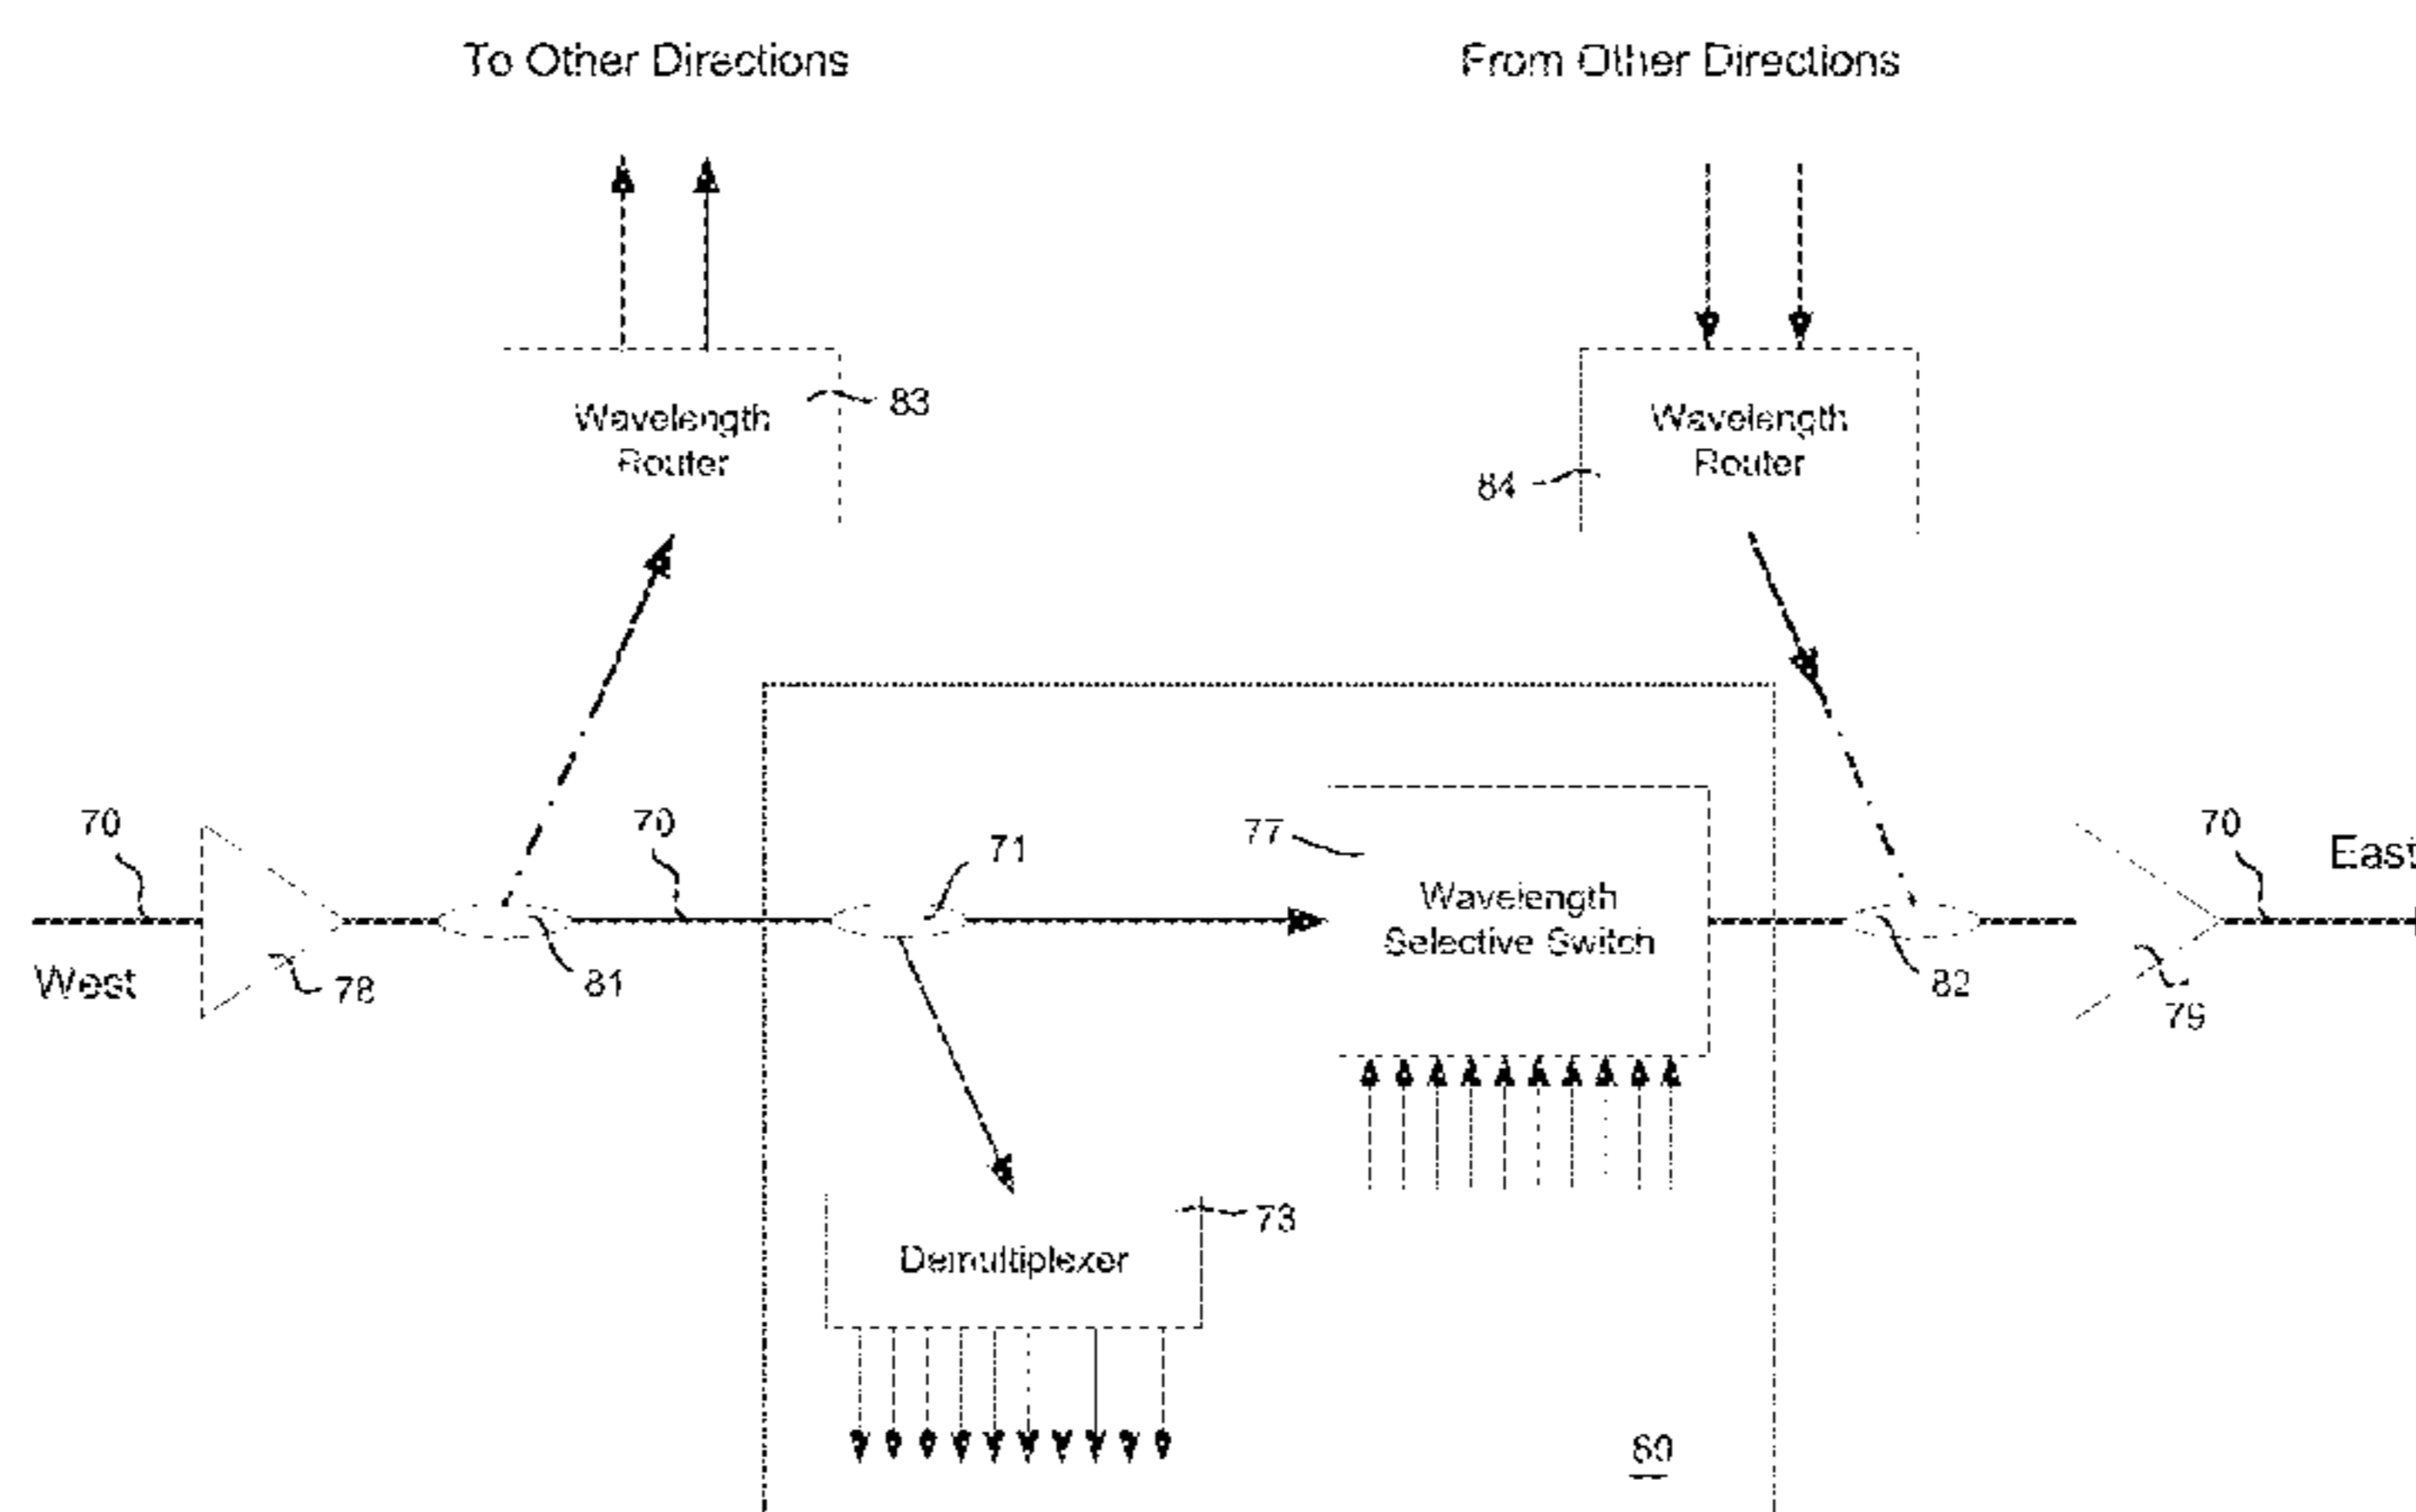 To Other Directions
From Other Directions
83
Wavelength
Router
Wavelength
Router
84
70
70
71
77
70
East
Wavelength
Selective Switch
West
78
81
82
79
73
Demultiplexer